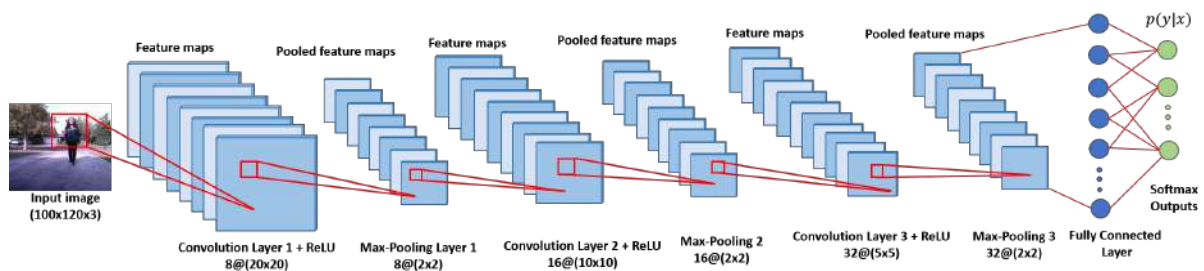 Feature maps
Pooled feature maps
Feature maps
Pooled feature maps
Feature maps
Pooled feature maps
p(y|x)
Input image
(100x120x3)
Convolution Layer 1 + ReLU
8@(20x20)
Max-Pooling Layer 1
8@(2x2)
Convolution Layer 2 + ReLU
16@(10x10)
Max-Pooling 2
16@(2x2)
Convolution Layer 3 + ReLU
32@(5x5)
Max-Pooling 3
32@(2x2)
Fully Connected
Layer
Softmax
Outputs